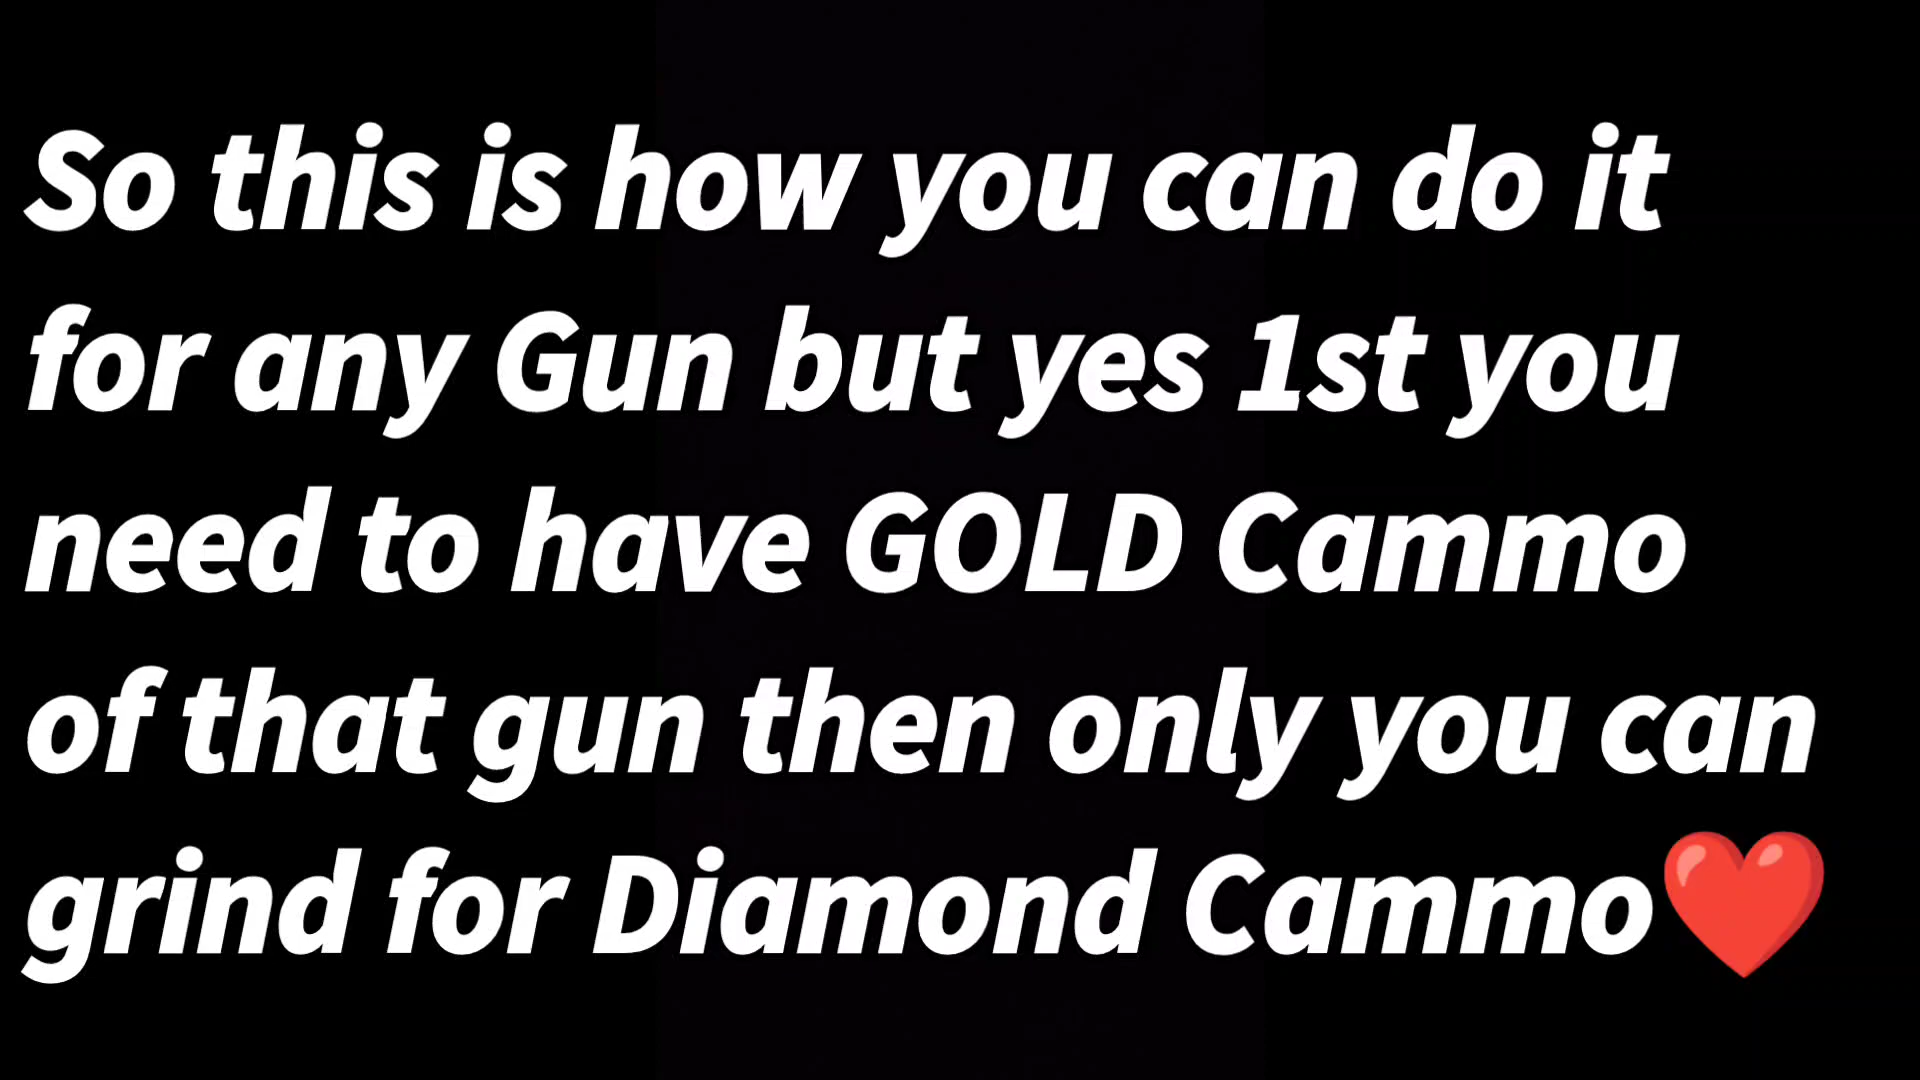 So this is how you can do it
for any Gun but yes 1st you
need to have GOLD Cammo
of that gun then only you can
grind for Diamond Cammo❤️